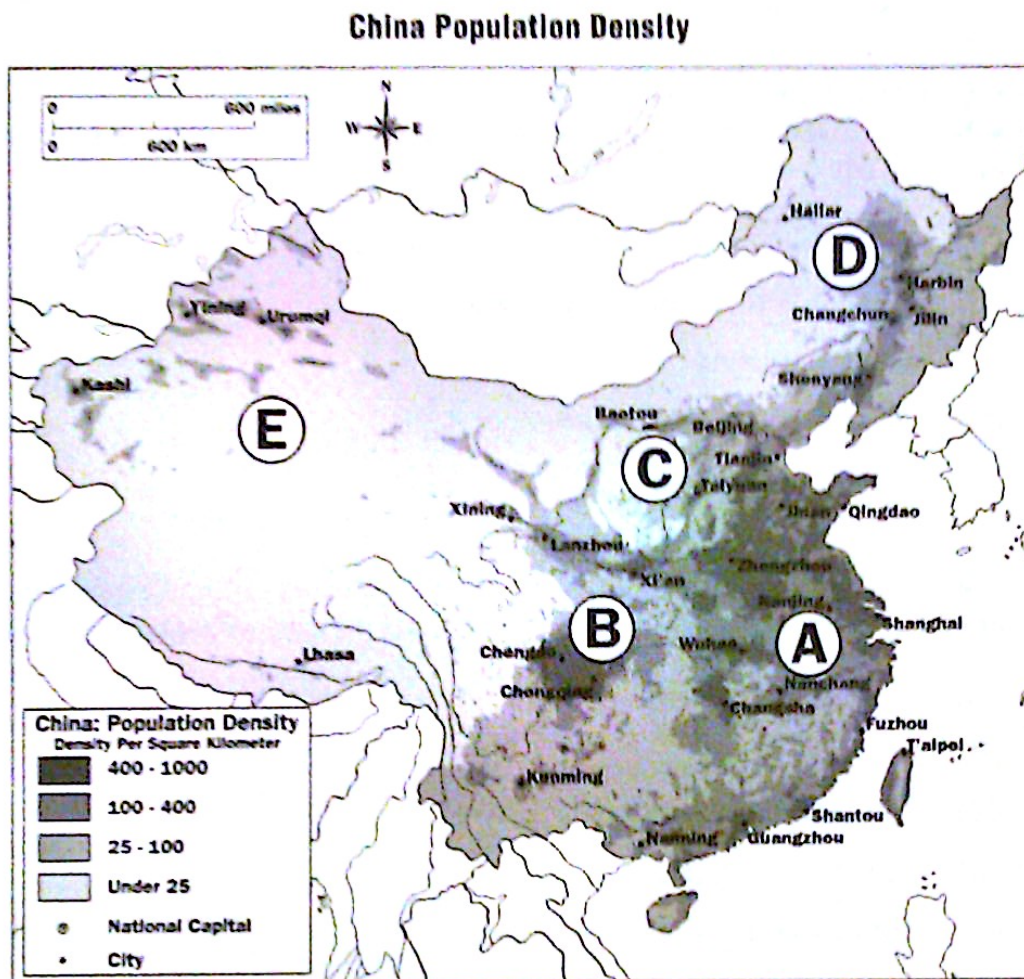 China Population Density
0 600 miles
0 600 km
N
W E
S
Hailar
D
Harbin
Changchun
Jilin
Yining
Urumqi
Shenyang
Kashi
E
Baotou
Beijing
C
Tianjin
Taiyuan
Xining
Jinan
Qingdao
Lanzhou
Zhengzhou
Xi'an
Nanjing
B
Shanghai
Wuhan
A
Chengdu
Lhasa
Nanchang
Chongqing
Changsha
Fuzhou
T'aipei
Kunming
Shantou
Nanning
Guangzhou
China: Population Density
Density Per Square Kilometer
400 - 1000
100 - 400
25 - 100
Under 25
National Capital
City